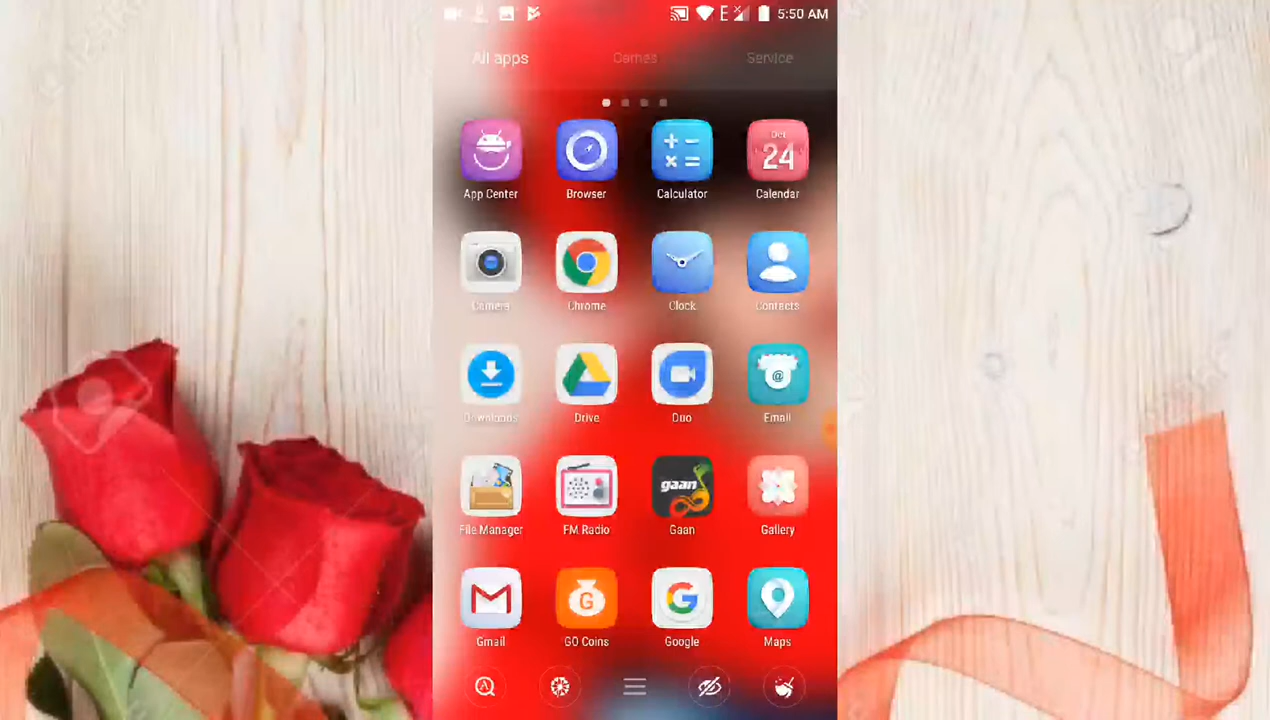 5:50 AM
All apps Games Service
App Center Browser Calculator Oct 24 Calendar
Camera Chrome Clock Contacts
Downloads Drive Duo @ Email
File Manager FM Radio gaan Gaan Gallery
Gmail G GO Coins G Google Maps